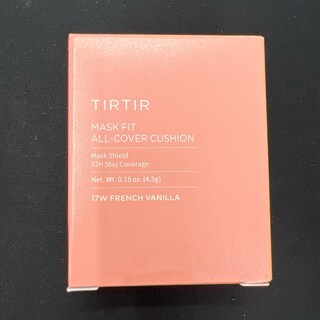 TIRTIR
MASK FIT
ALL-COVER CUSHION
Mask Shield
72H Stay Coverage
Net. Wt. 0.15 oz. (4.5g)
17W FRENCH VANILLA